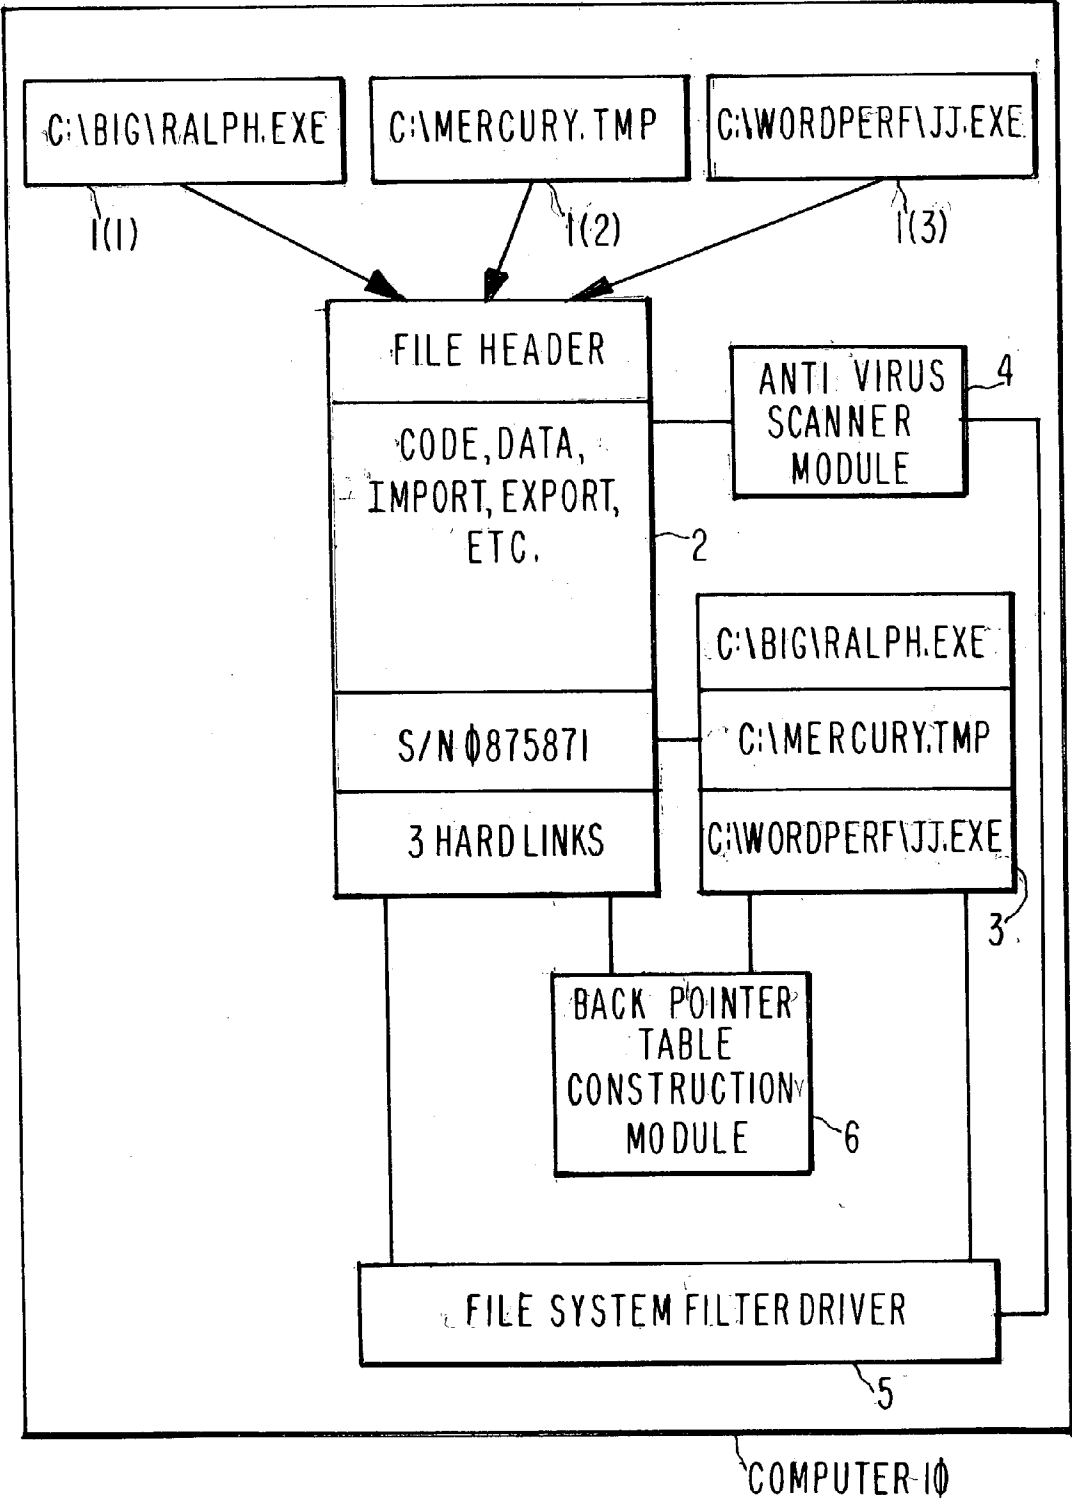 C:\BIG\RALPH.EXE
C:\MERCURY.TMP
C:\WORDPERF\JJ.EXE
1(1)
1(2)
1(3)
FILE HEADER
CODE, DATA,
IMPORT, EXPORT,
ETC.
2
S/N 0875871
3 HARD LINKS
ANTI VIRUS
SCANNER
MODULE
4
C:\BIG\RALPH.EXE
C:\MERCURY.TMP
C:\WORDPERF\JJ.EXE
3
BACK POINTER
TABLE
CONSTRUCTION
MODULE
6
FILE SYSTEM FILTER DRIVER
5
COMPUTER 10